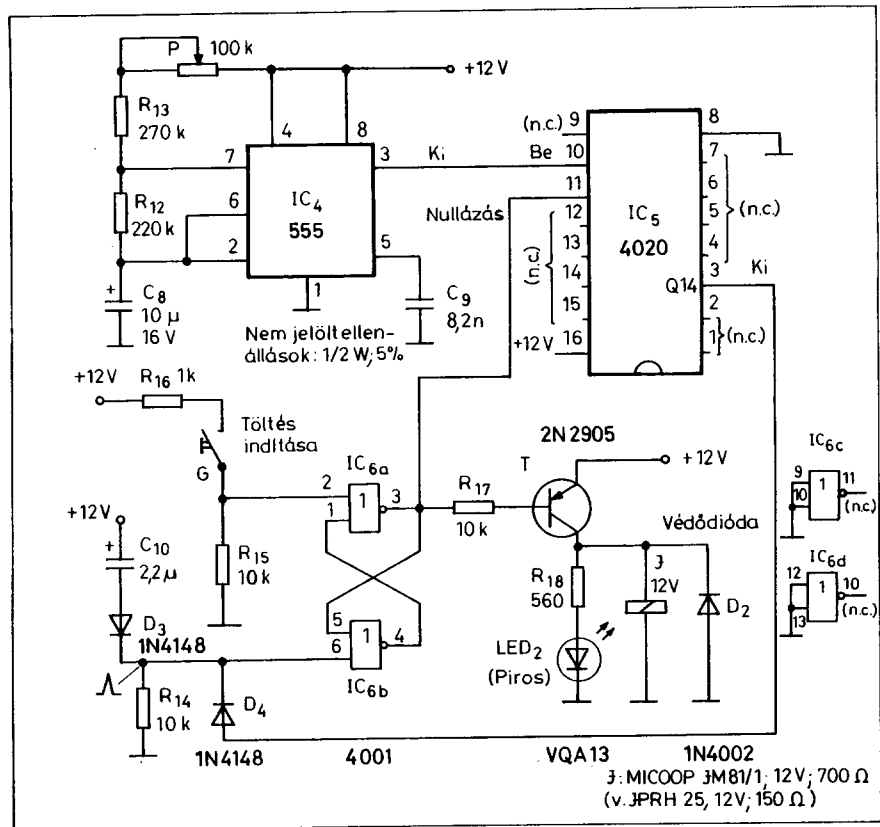 P 100 k
+12 V
R13
270 k
R12
220 k
C8
10 µ
16 V
+
4
8
7
6
2
3
5
1
IC4
555
Ki
C9
8,2n
Nem jelölt ellen-
állások: 1/2 W; 5%
Be
Nullázás
(n.c.)
9
10
11
12
13
14
15
16
(n.c.)
+12V
IC5
4020
Q14
8
7
6
5
4
3
2
1
(n.c.)
Ki
(n.c.)
+12V
R16 1k
Töltés
indítása
G
R15
10 k
+12V
+
C10
2,2 µ
D3
1N4148
R14
10 k
D4
1N4148
IC6a
2
1
1
3
5
6
1
4
IC6b
4001
R17
10 k
2N 2905
T
+12 V
R18
560
LED2
(Piros)
VQA13
J
12V
Védődióda
D2
1N4002
IC6c
9
10
1
11
(n.c.)
IC6d
12
13
1
10
(n.c.)
J: MICOOP JM81/1; 12V; 700 Ω
(v. JPRH 25, 12V; 150 Ω)